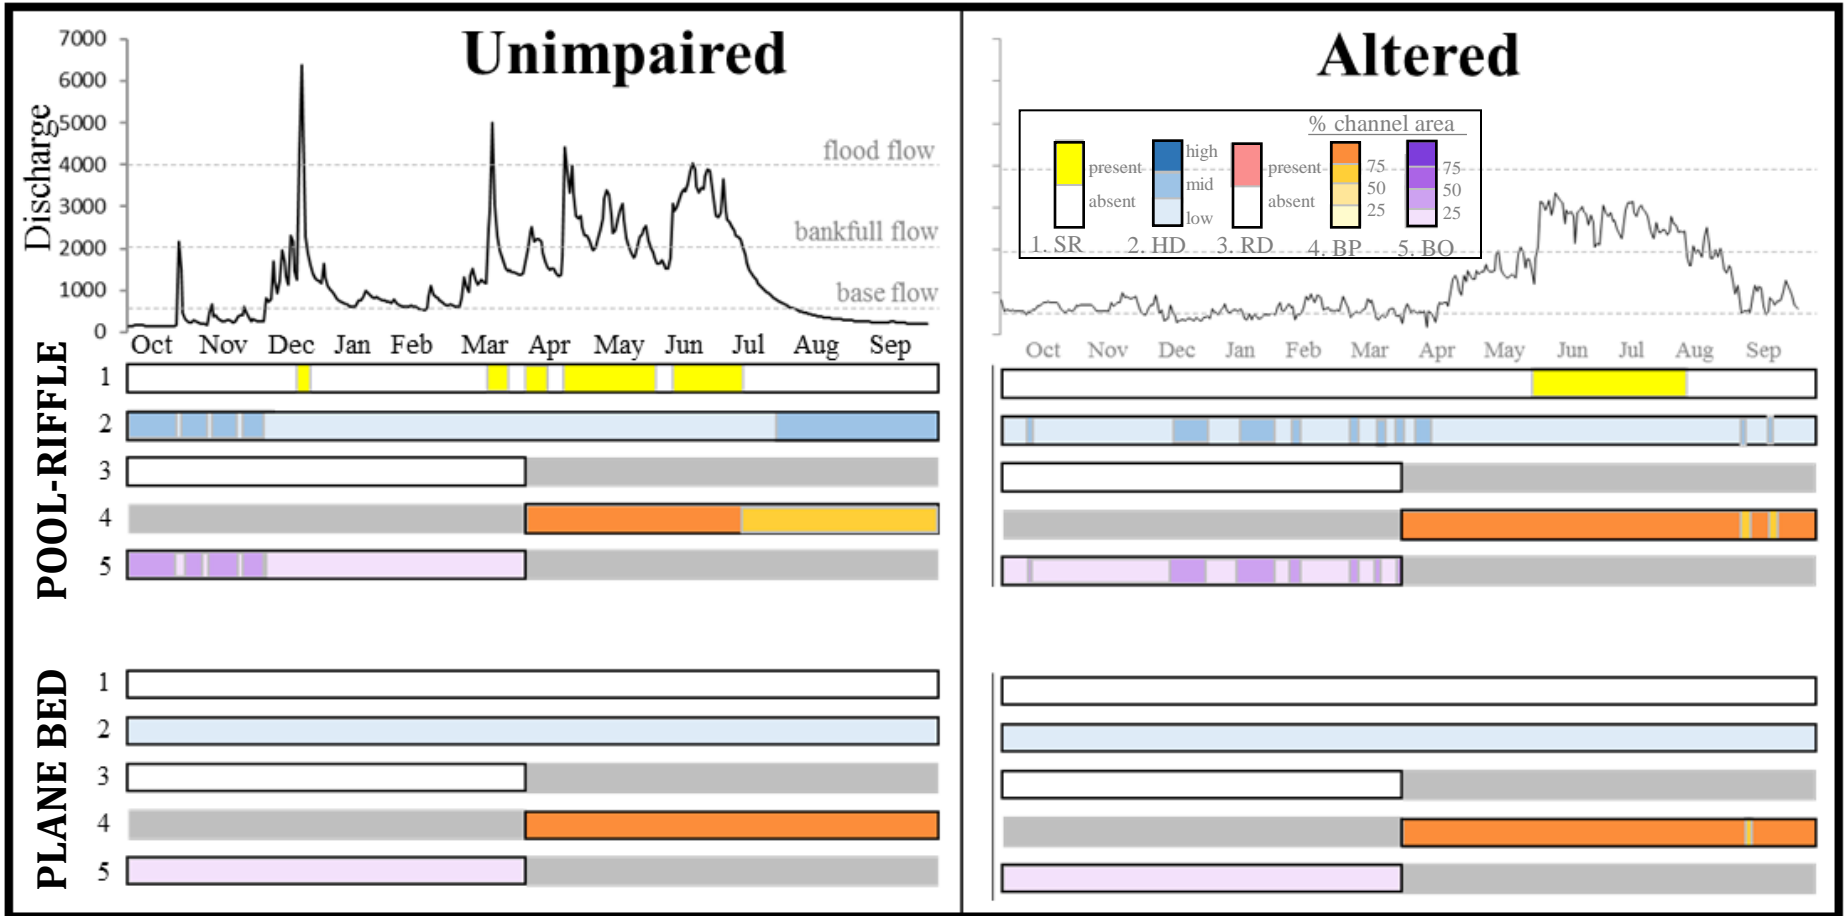 Unimpaired
Altered
Discharge
7000
6000
5000
4000
3000
2000
1000
0
flood flow
bankfull flow
base flow
Oct Nov Dec Jan Feb Mar Apr May Jun Jul Aug Sep
% channel area
present
absent
high
mid
low
present
absent
75
50
25
75
50
25
1. SR 2. HD 3. RD 4. BP 5. BO
Oct Nov Dec Jan Feb Mar Apr May Jun Jul Aug Sep
POOL-RIFFLE
1
2
3
4
5
PLANE BED
1
2
3
4
5